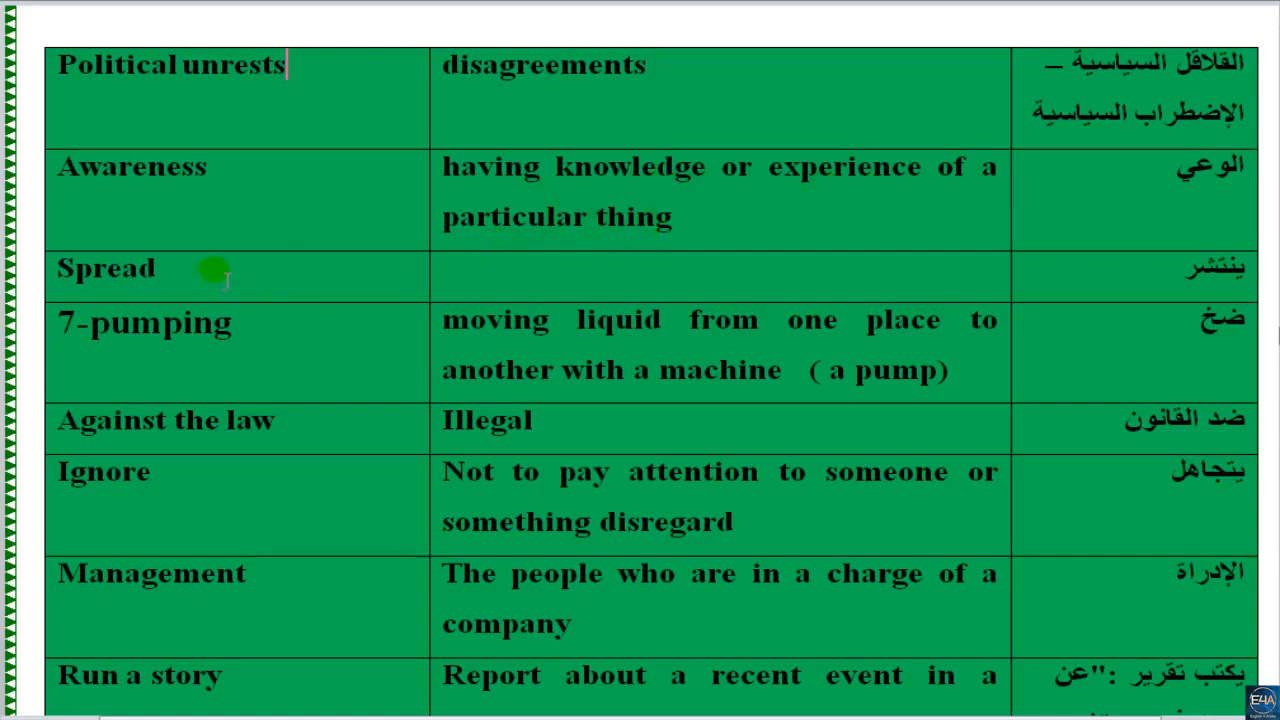 Political unrests
disagreements
القلاقل السياسية –
الإضطراب السياسية
Awareness
having knowledge or experience of a
particular thing
الوعي
Spread
ينتشر
7-pumping
moving liquid from one place to
another with a machine ( a pump)
ضخ
Against the law
Illegal
ضد القانون
Ignore
Not to pay attention to someone or
something disregard
يتجاهل
Management
The people who are in a charge of a
company
الإدراة
Run a story
Report about a recent event in a
يكتب تقرير :"عن
E4A